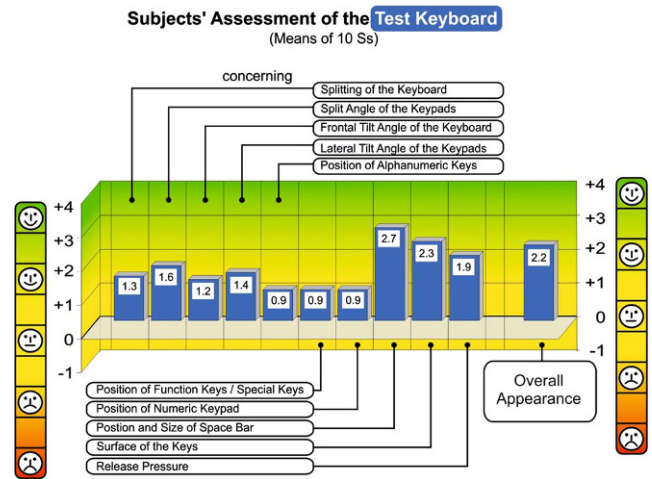 Subjects' Assessment of the Test Keyboard
(Means of 10 Ss)
concerning
Splitting of the Keyboard
Split Angle of the Keypads
Frontal Tilt Angle of the Keyboard
Lateral Tilt Angle of the Keypads
Position of Alphanumeric Keys
+4
+3
+2
+1
0
-1
1.3
1.6
1.2
1.4
0.9
0.9
0.9
2.7
2.3
1.9
2.2
+4
+3
+2
+1
0
-1
Position of Function Keys / Special Keys
Position of Numeric Keypad
Postion and Size of Space Bar
Surface of the Keys
Release Pressure
Overall
Appearance